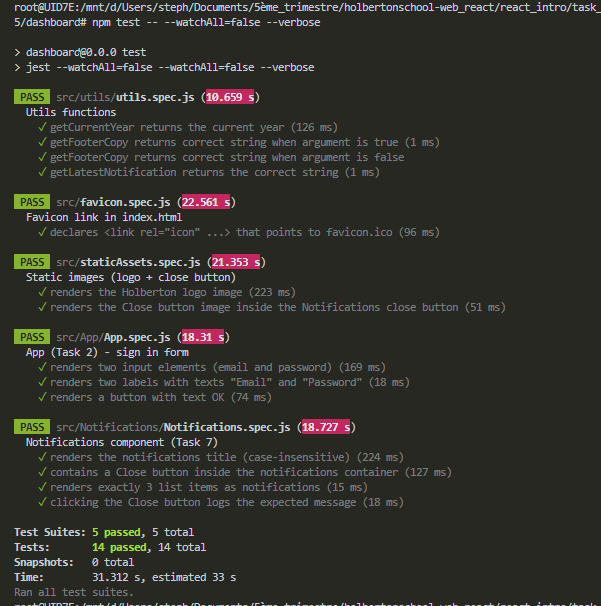 root@UID7E:/mnt/d/Users/steph/Documents/5ème_trimestre/holbertonschool-web_react/react_intro/task_
5/dashboard# npm test -- --watchAll=false --verbose
> dashboard@0.0.0 test
> jest --watchAll=false --watchAll=false --verbose
PASS src/utils/utils.spec.js (10.659 s)
Utils functions
✓ getCurrentYear returns the current year (126 ms)
✓ getFooterCopy returns correct string when argument is true (1 ms)
✓ getFooterCopy returns correct string when argument is false
✓ getLatestNotification returns the correct string (1 ms)
PASS src/favicon.spec.js (22.561 s)
Favicon link in index.html
✓ declares <link rel="icon" ...> that points to favicon.ico (96 ms)
PASS src/staticAssets.spec.js (21.353 s)
Static images (logo + close button)
✓ renders the Holberton logo image (223 ms)
✓ renders the Close button image inside the Notifications close button (51 ms)
PASS src/App/App.spec.js (18.31 s)
App (Task 2) - sign in form
✓ renders two input elements (email and password) (169 ms)
✓ renders two labels with texts "Email" and "Password" (18 ms)
✓ renders a button with text OK (74 ms)
PASS src/Notifications/Notifications.spec.js (18.727 s)
Notifications component (Task 7)
✓ renders the notifications title (case-insensitive) (224 ms)
✓ contains a Close button inside the notifications container (127 ms)
✓ renders exactly 3 list items as notifications (15 ms)
✓ clicking the Close button logs the expected message (18 ms)
Test Suites: 5 passed, 5 total
Tests: 14 passed, 14 total
Snapshots: 0 total
Time: 31.312 s, estimated 33 s
Ran all test suites.